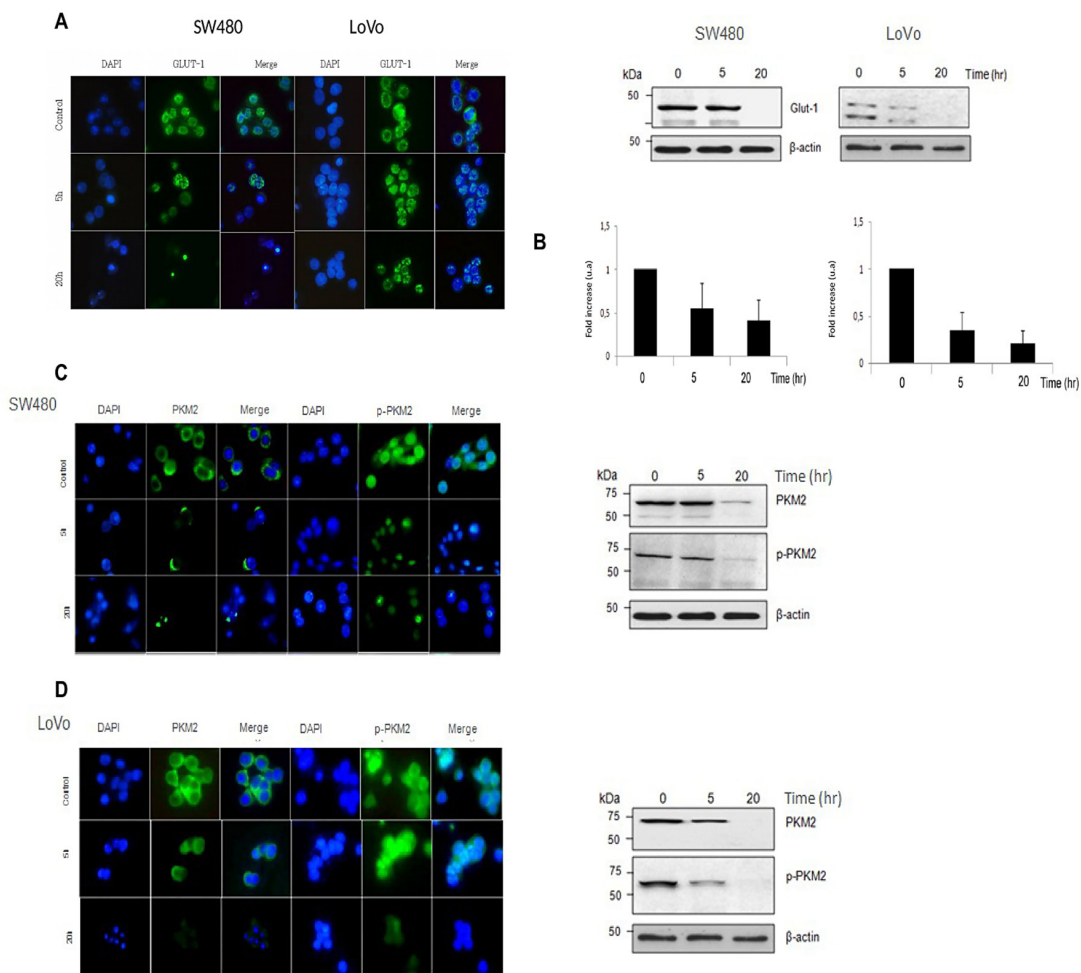 A
SW480 LoVo
DAPI GLUT-1 Merge DAPI GLUT-1 Merge
Control
5h
20h
SW480 LoVo
kDa 0 5 20 0 5 20 Time (hr)
50 Glut-1
50 β-actin
B
1,5 1,5
1 1
0,5 0,5
0 0
Fold increase (u.a) Fold increase (u.a)
0 5 20 Time (hr) 0 5 20 Time (hr)
C
SW480
DAPI PKM2 Merge DAPI p-PKM2 Merge
Control
5h
20h
kDa 0 5 20 Time (hr)
75 PKM2
50
75 p-PKM2
50
50 β-actin
D
LoVo
DAPI PKM2 Merge DAPI p-PKM2 Merge
Control
5h
20h
kDa 0 5 20 Time (hr)
75 PKM2
50
75 p-PKM2
50
50 β-actin